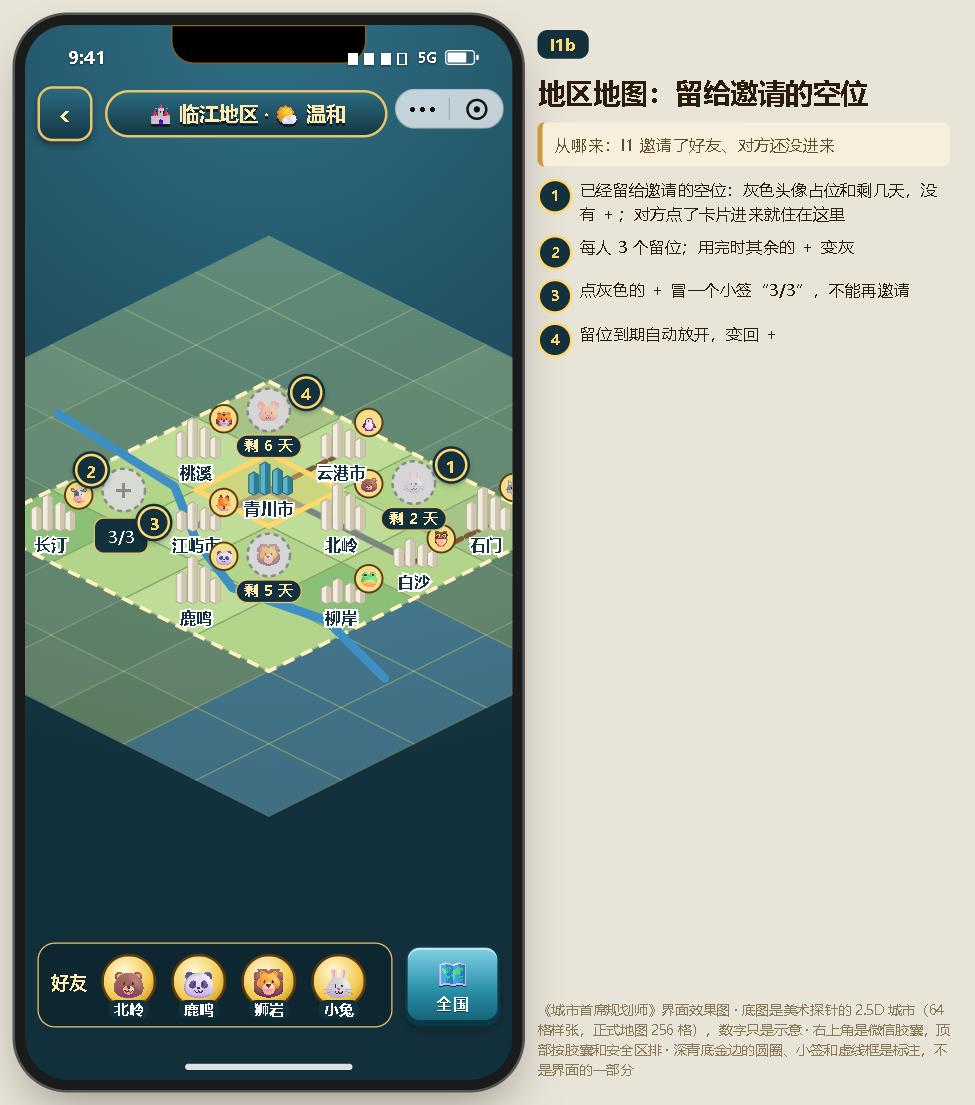 9:41
5G
临江地区 · 温和
4
剩 6 天
桃溪
云港市
2
1
青川市
剩 2 天
3/3
3
长汀
江屿市
北岭
石门
白沙
剩 5 天
鹿鸣
柳岸
好友
北岭
鹿鸣
狮岩
小兔
全国
I1b
地区地图：留给邀请的空位
从哪来：I1 邀请了好友、对方还没进来
1 已经留给邀请的空位：灰色头像占位和剩几天，没
有 + ；对方点了卡片进来就住在这里
2 每人 3 个留位；用完时其余的 + 变灰
3 点灰色的 + 冒一个小签“3/3”，不能再邀请
4 留位到期自动放开，变回 +
《城市首席规划师》界面效果图 · 底图是美术探针的 2.5D 城市（64
格样张，正式地图 256 格），数字只是示意 · 右上角是微信胶囊，顶
部按胶囊和安全区排 · 深青底金边的圆圈、小签和虚线框是标注，不
是界面的一部分